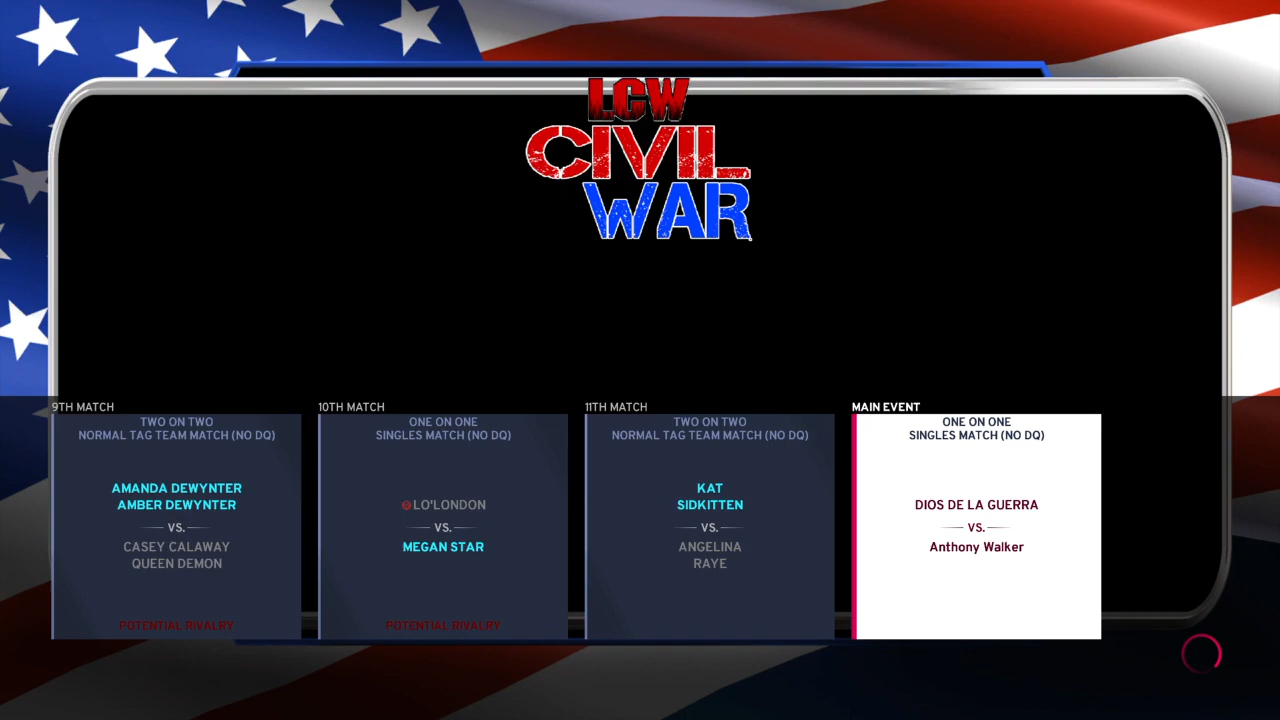 LCW
CIVIL
WAR
9TH MATCH
TWO ON TWO
NORMAL TAG TEAM MATCH (NO DQ)
AMANDA DEWYNTER
AMBER DEWYNTER
VS.
CASEY CALAWAY
QUEEN DEMON
POTENTIAL RIVALRY
10TH MATCH
ONE ON ONE
SINGLES MATCH (NO DQ)
LO'LONDON
VS.
MEGAN STAR
POTENTIAL RIVALRY
11TH MATCH
TWO ON TWO
NORMAL TAG TEAM MATCH (NO DQ)
KAT
SIDKITTEN
VS.
ANGELINA
RAYE
MAIN EVENT
ONE ON ONE
SINGLES MATCH (NO DQ)
DIOS DE LA GUERRA
VS.
Anthony Walker